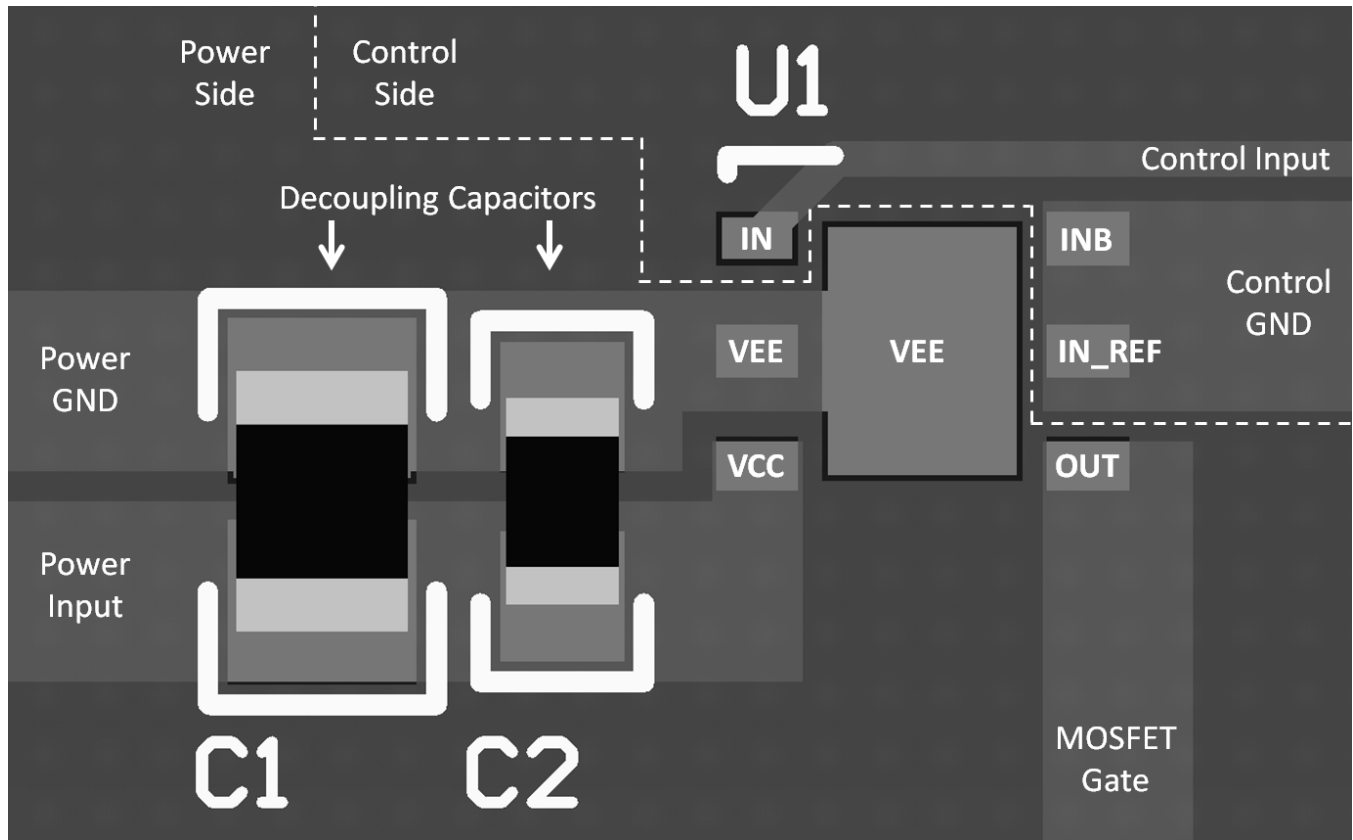 Power
Side
Control
Side
U1
Control Input
Decoupling Capacitors
IN
INB
Control
GND
Power
GND
VEE
VEE
IN_REF
VCC
OUT
Power
Input
MOSFET
Gate
C1
C2